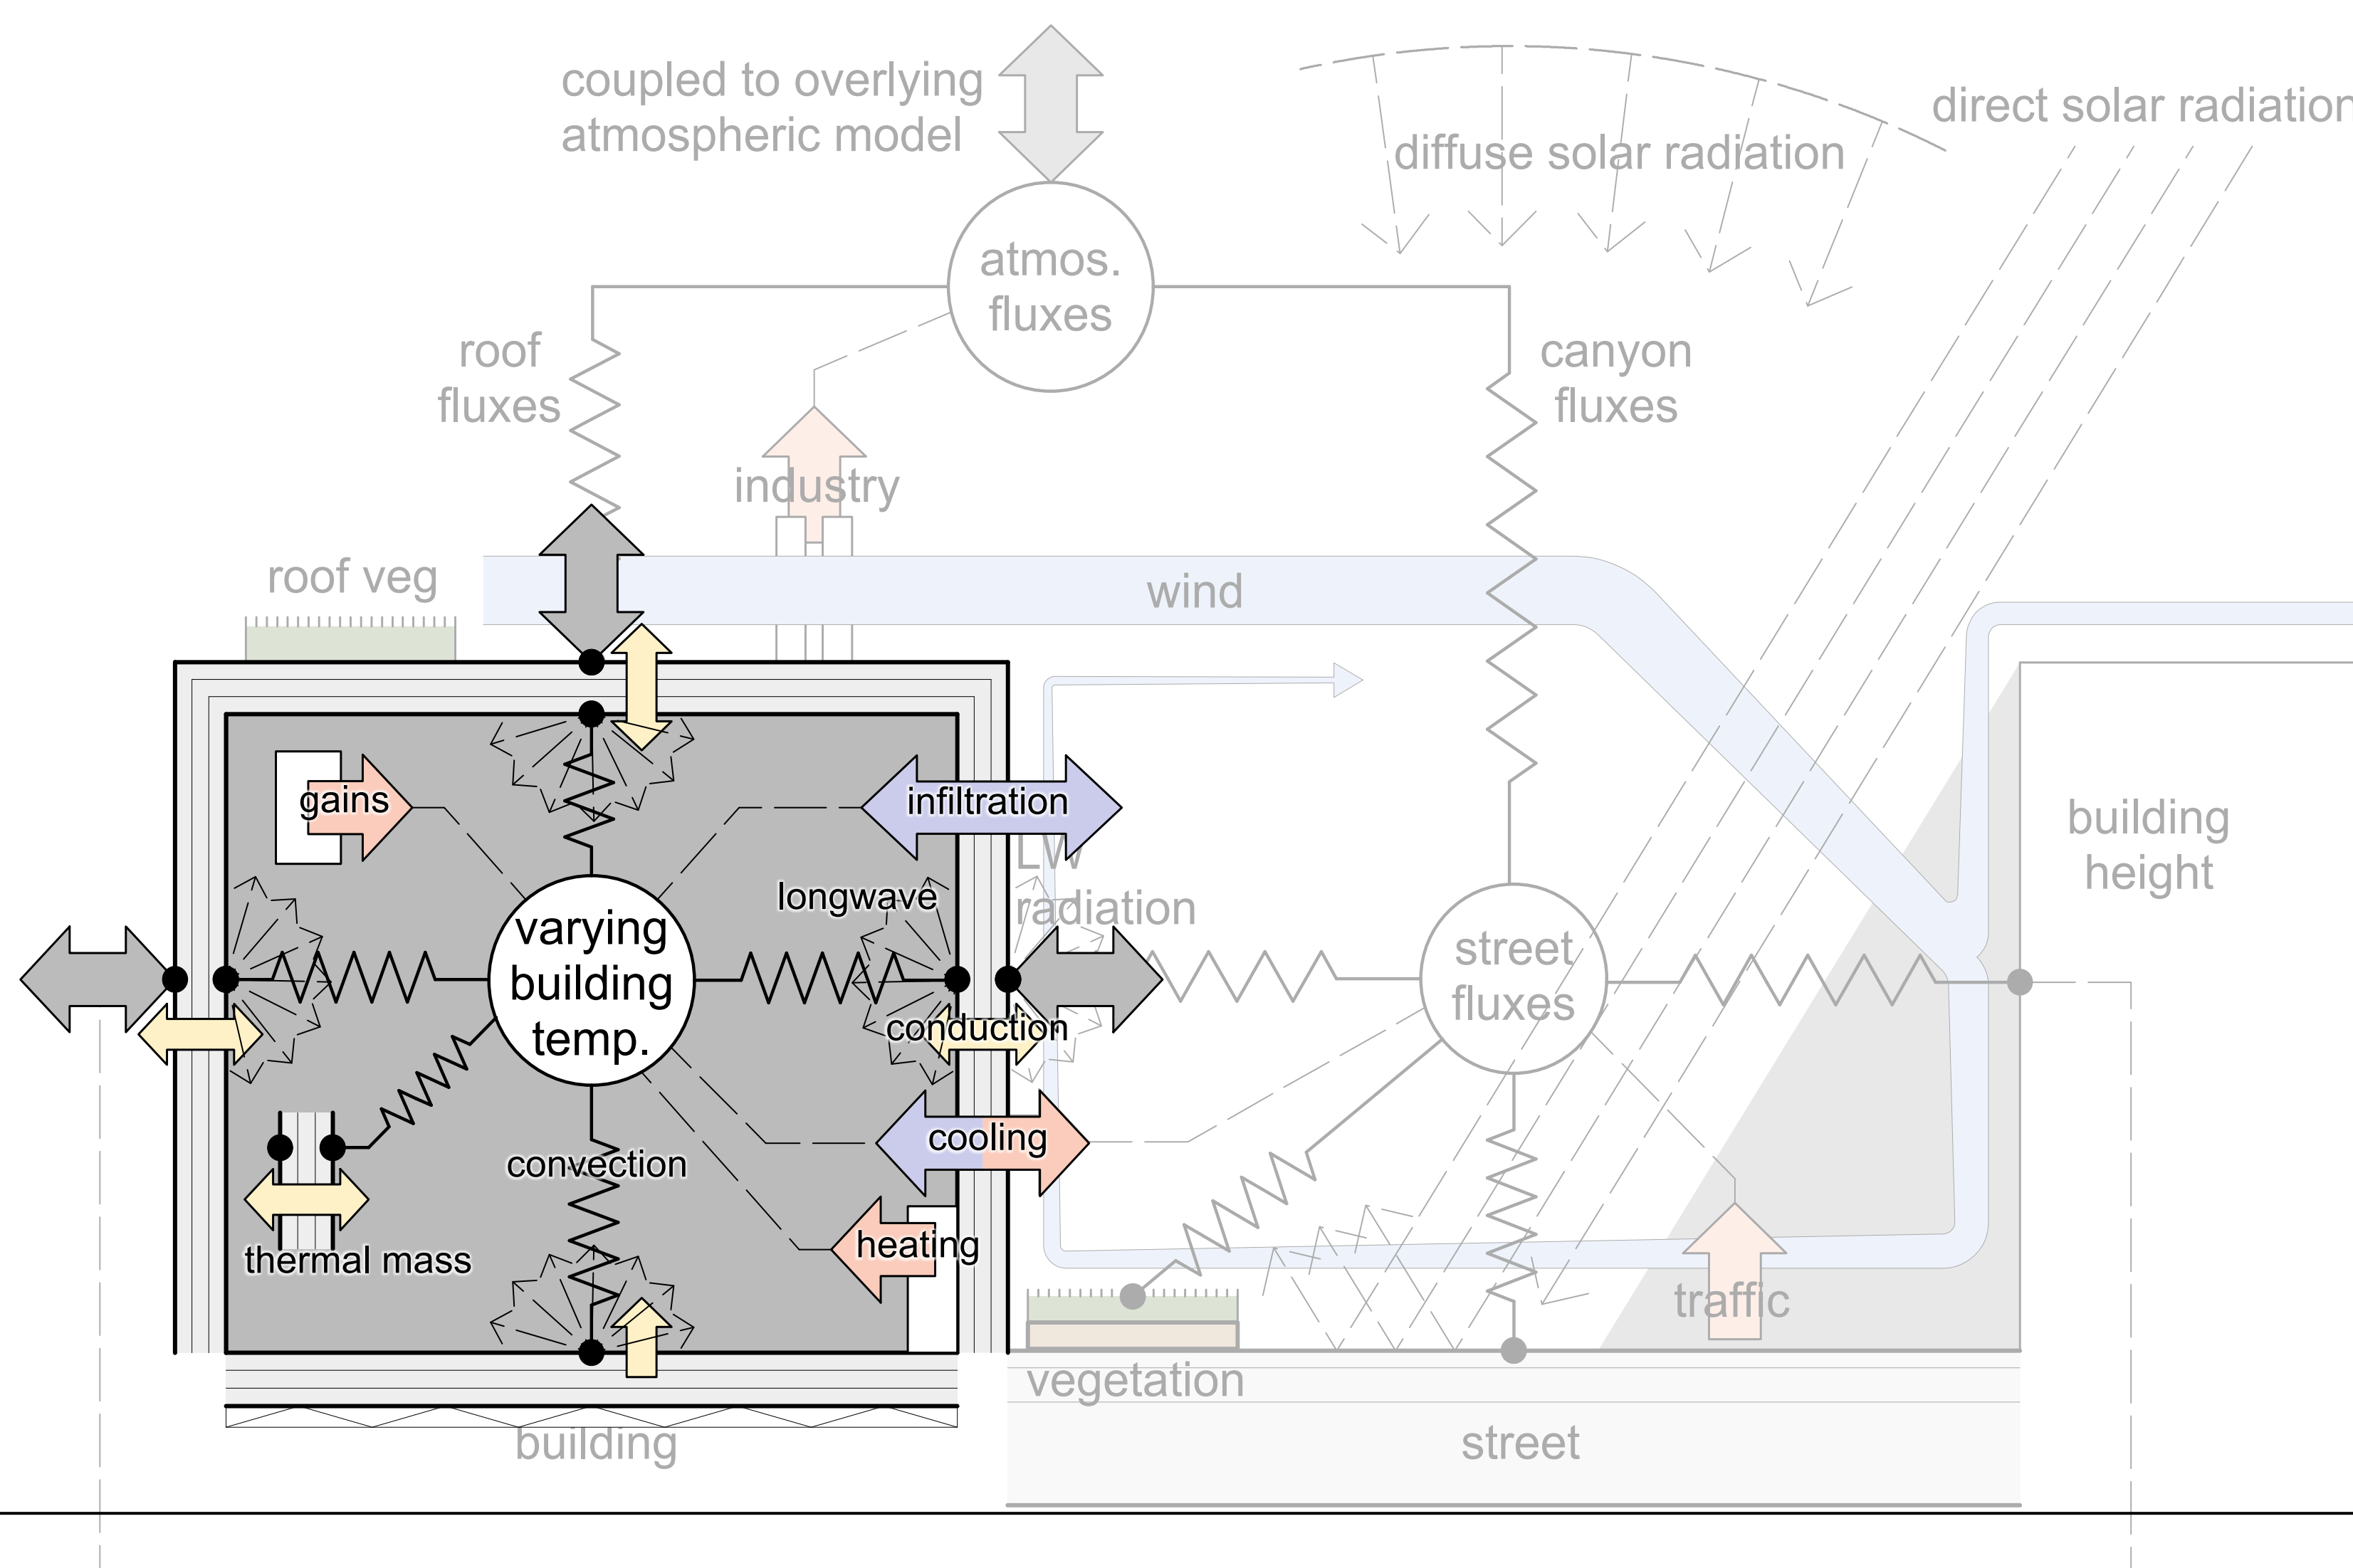 coupled to overlying
atmospheric model
direct solar radiation
diffuse solar radiation
atmos.
fluxes
roof
fluxes
canyon
fluxes
industry
roof veg
wind
gains
infiltration
building
height
LW
radiation
longwave
varying
building
temp.
street
fluxes
conduction
cooling
convection
heating
thermal mass
traffic
vegetation
building
street